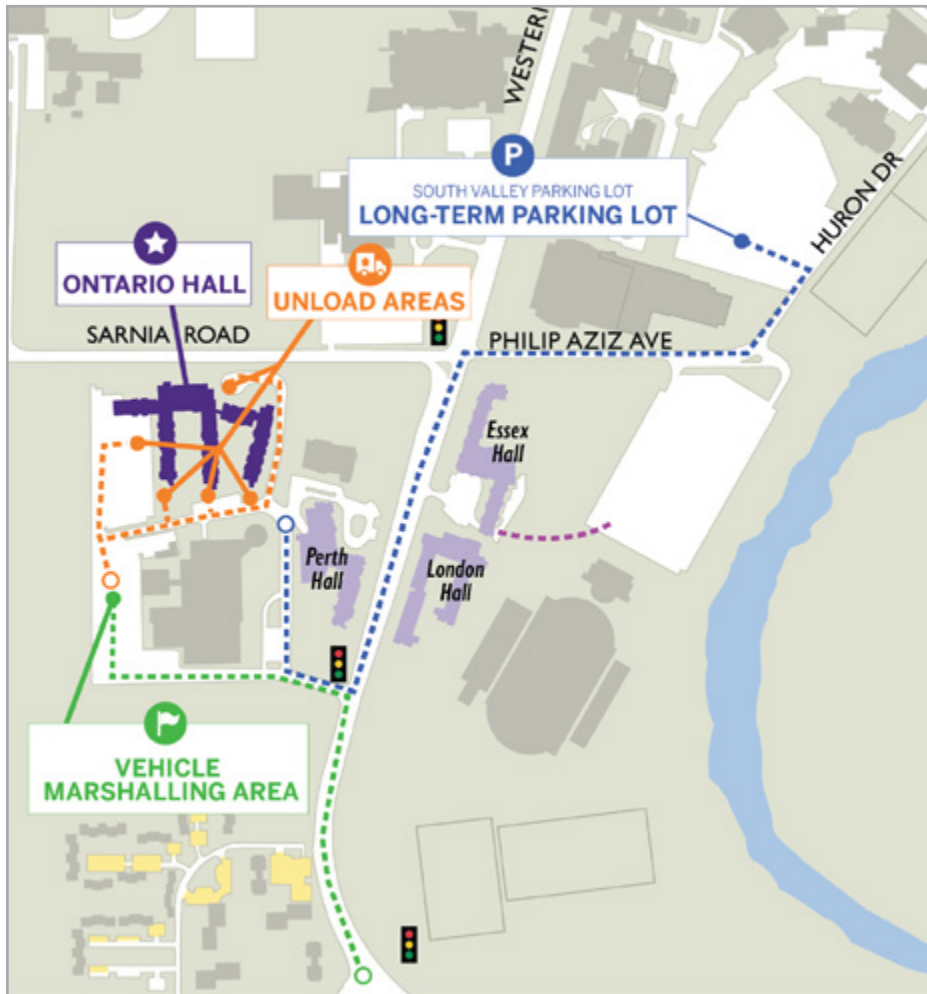 WESTERN
P
SOUTH VALLEY PARKING LOT
LONG-TERM PARKING LOT
HURON DR
ONTARIO HALL
UNLOAD AREAS
SARNIA ROAD
PHILIP AZIZ AVE
Essex
Hall
Perth
Hall
London
Hall
VEHICLE
MARSHALLING AREA